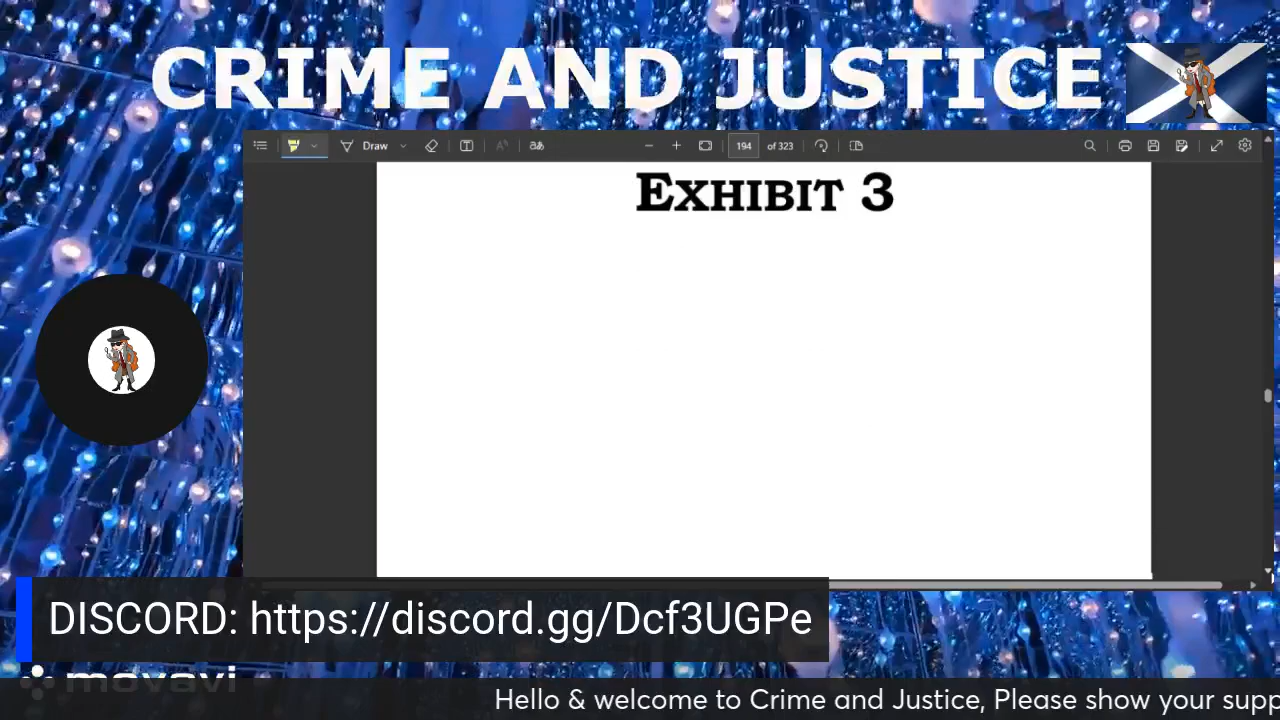 CRIME AND JUSTICE
Draw
194 of 323
EXHIBIT 3
DISCORD: https://discord.gg/Dcf3UGPe
movavi
Hello & welcome to Crime and Justice, Please show your supp